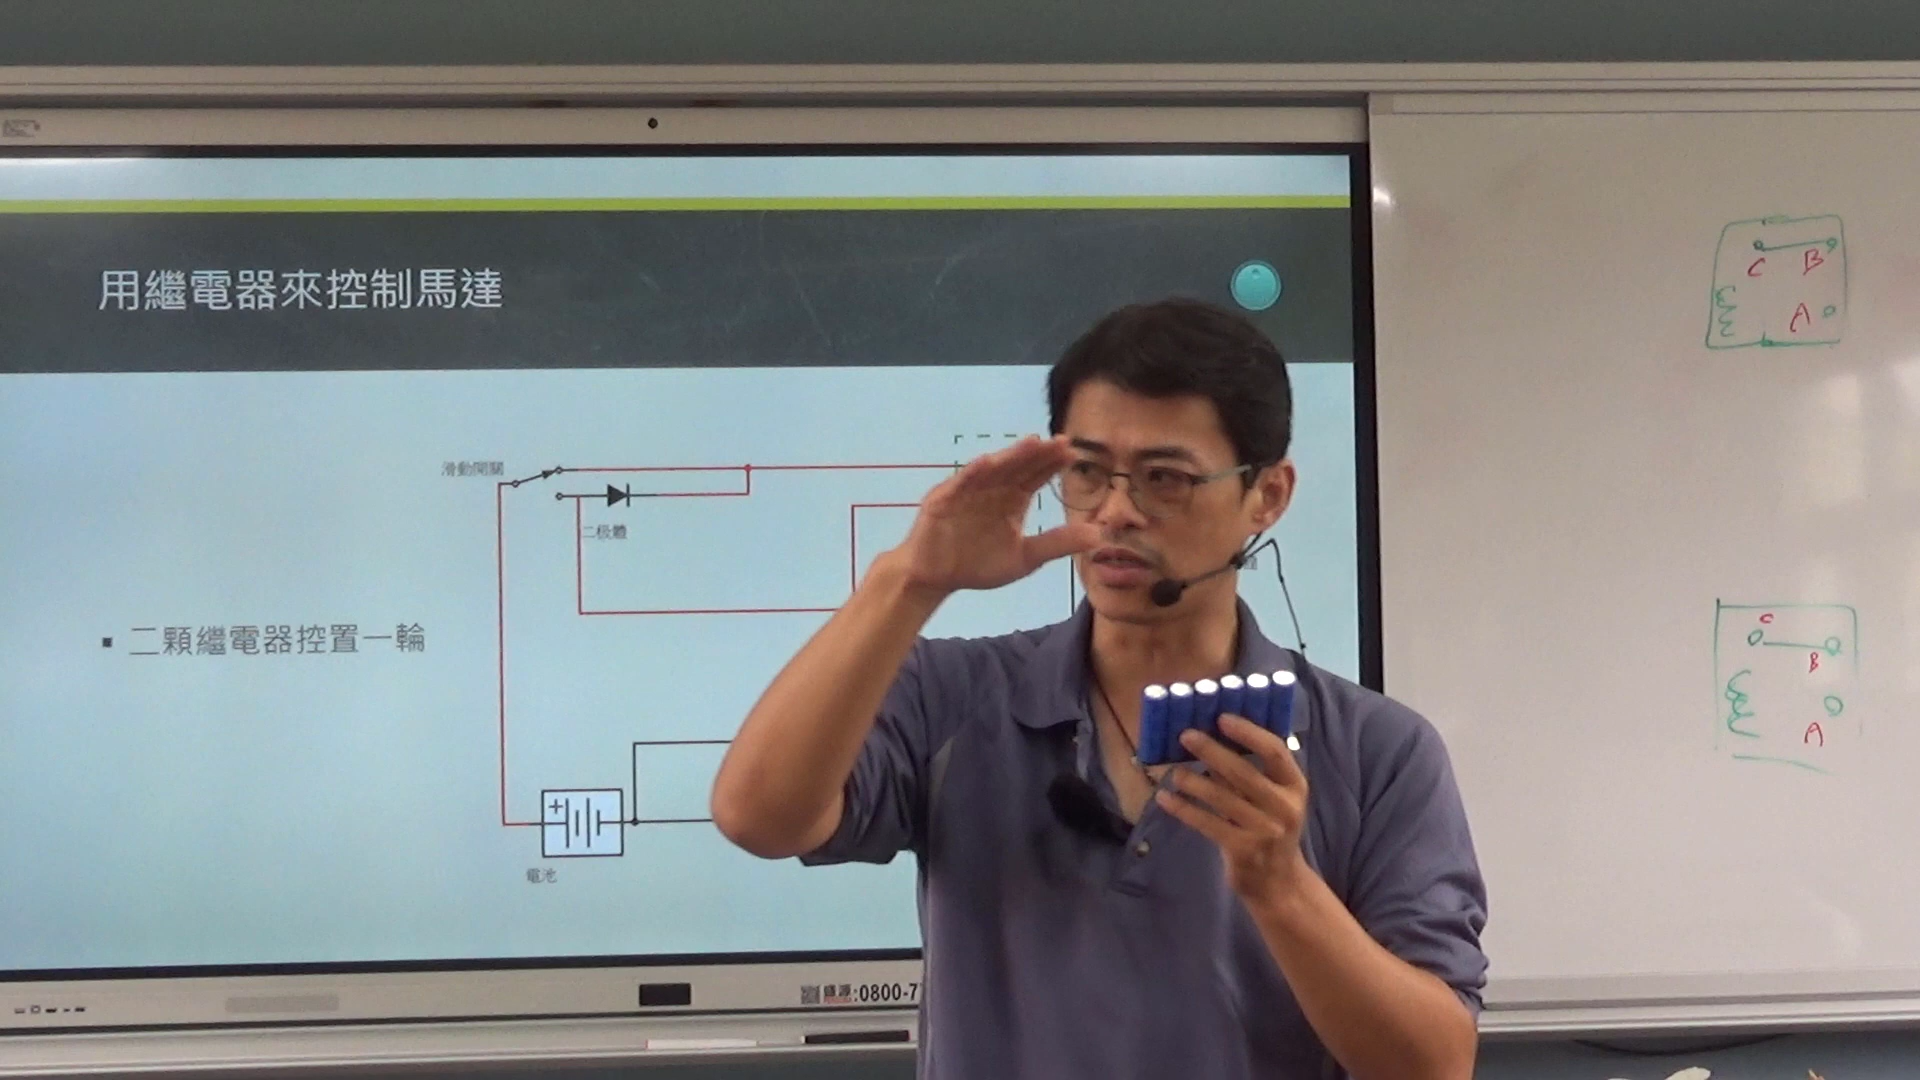 用繼電器來控制馬達
滑動開關
二极體
二顆繼電器控置一輪
+
電池
:0800-7
C B
A
C
B
A